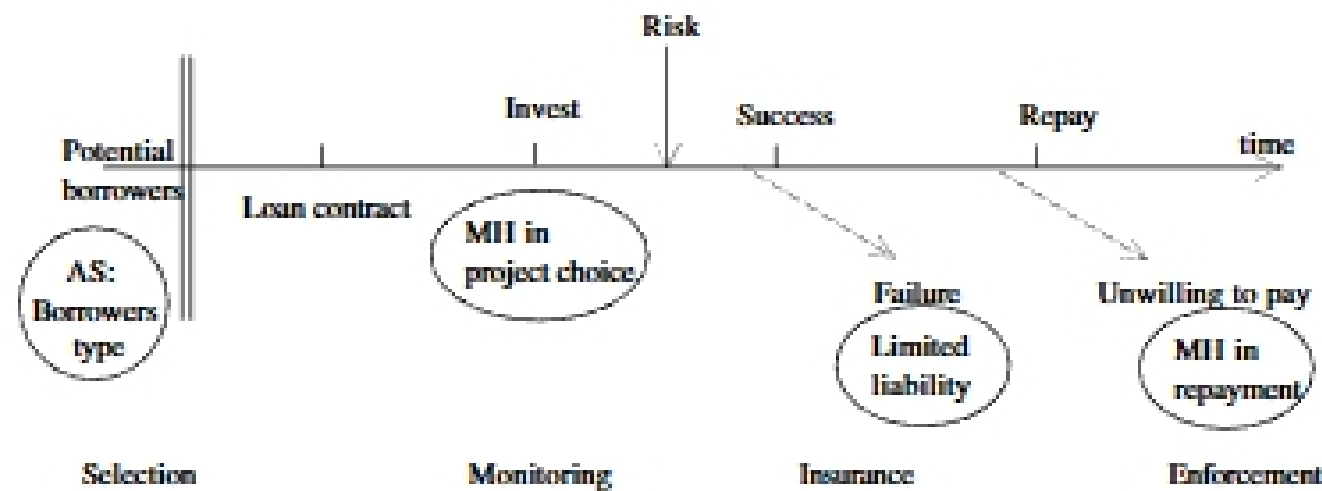 Risk
Invest
Success
Repay
time
Potential
borrowers
Loan contract
MH in
project choice
AS:
Borrowers
type
Failure
Limited
liability
Unwilling to pay
MH in
repayment
Selection
Monitoring
Insurance
Enforcement